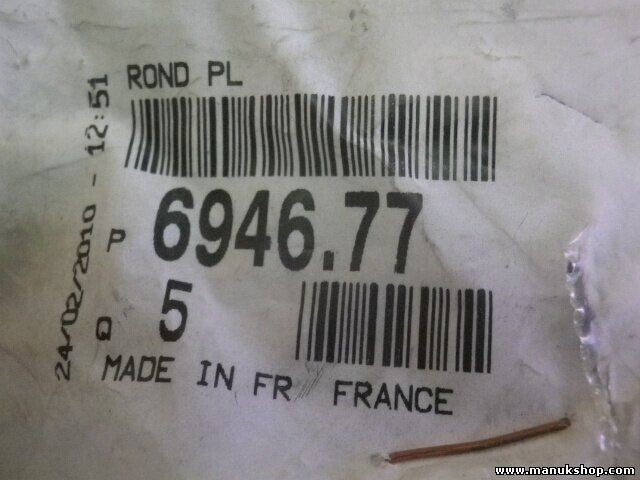 ROND PL
24/02/2010 - 12:51
P 6946.77
Q 5
MADE IN FR FRANCE
www.manukshop.com